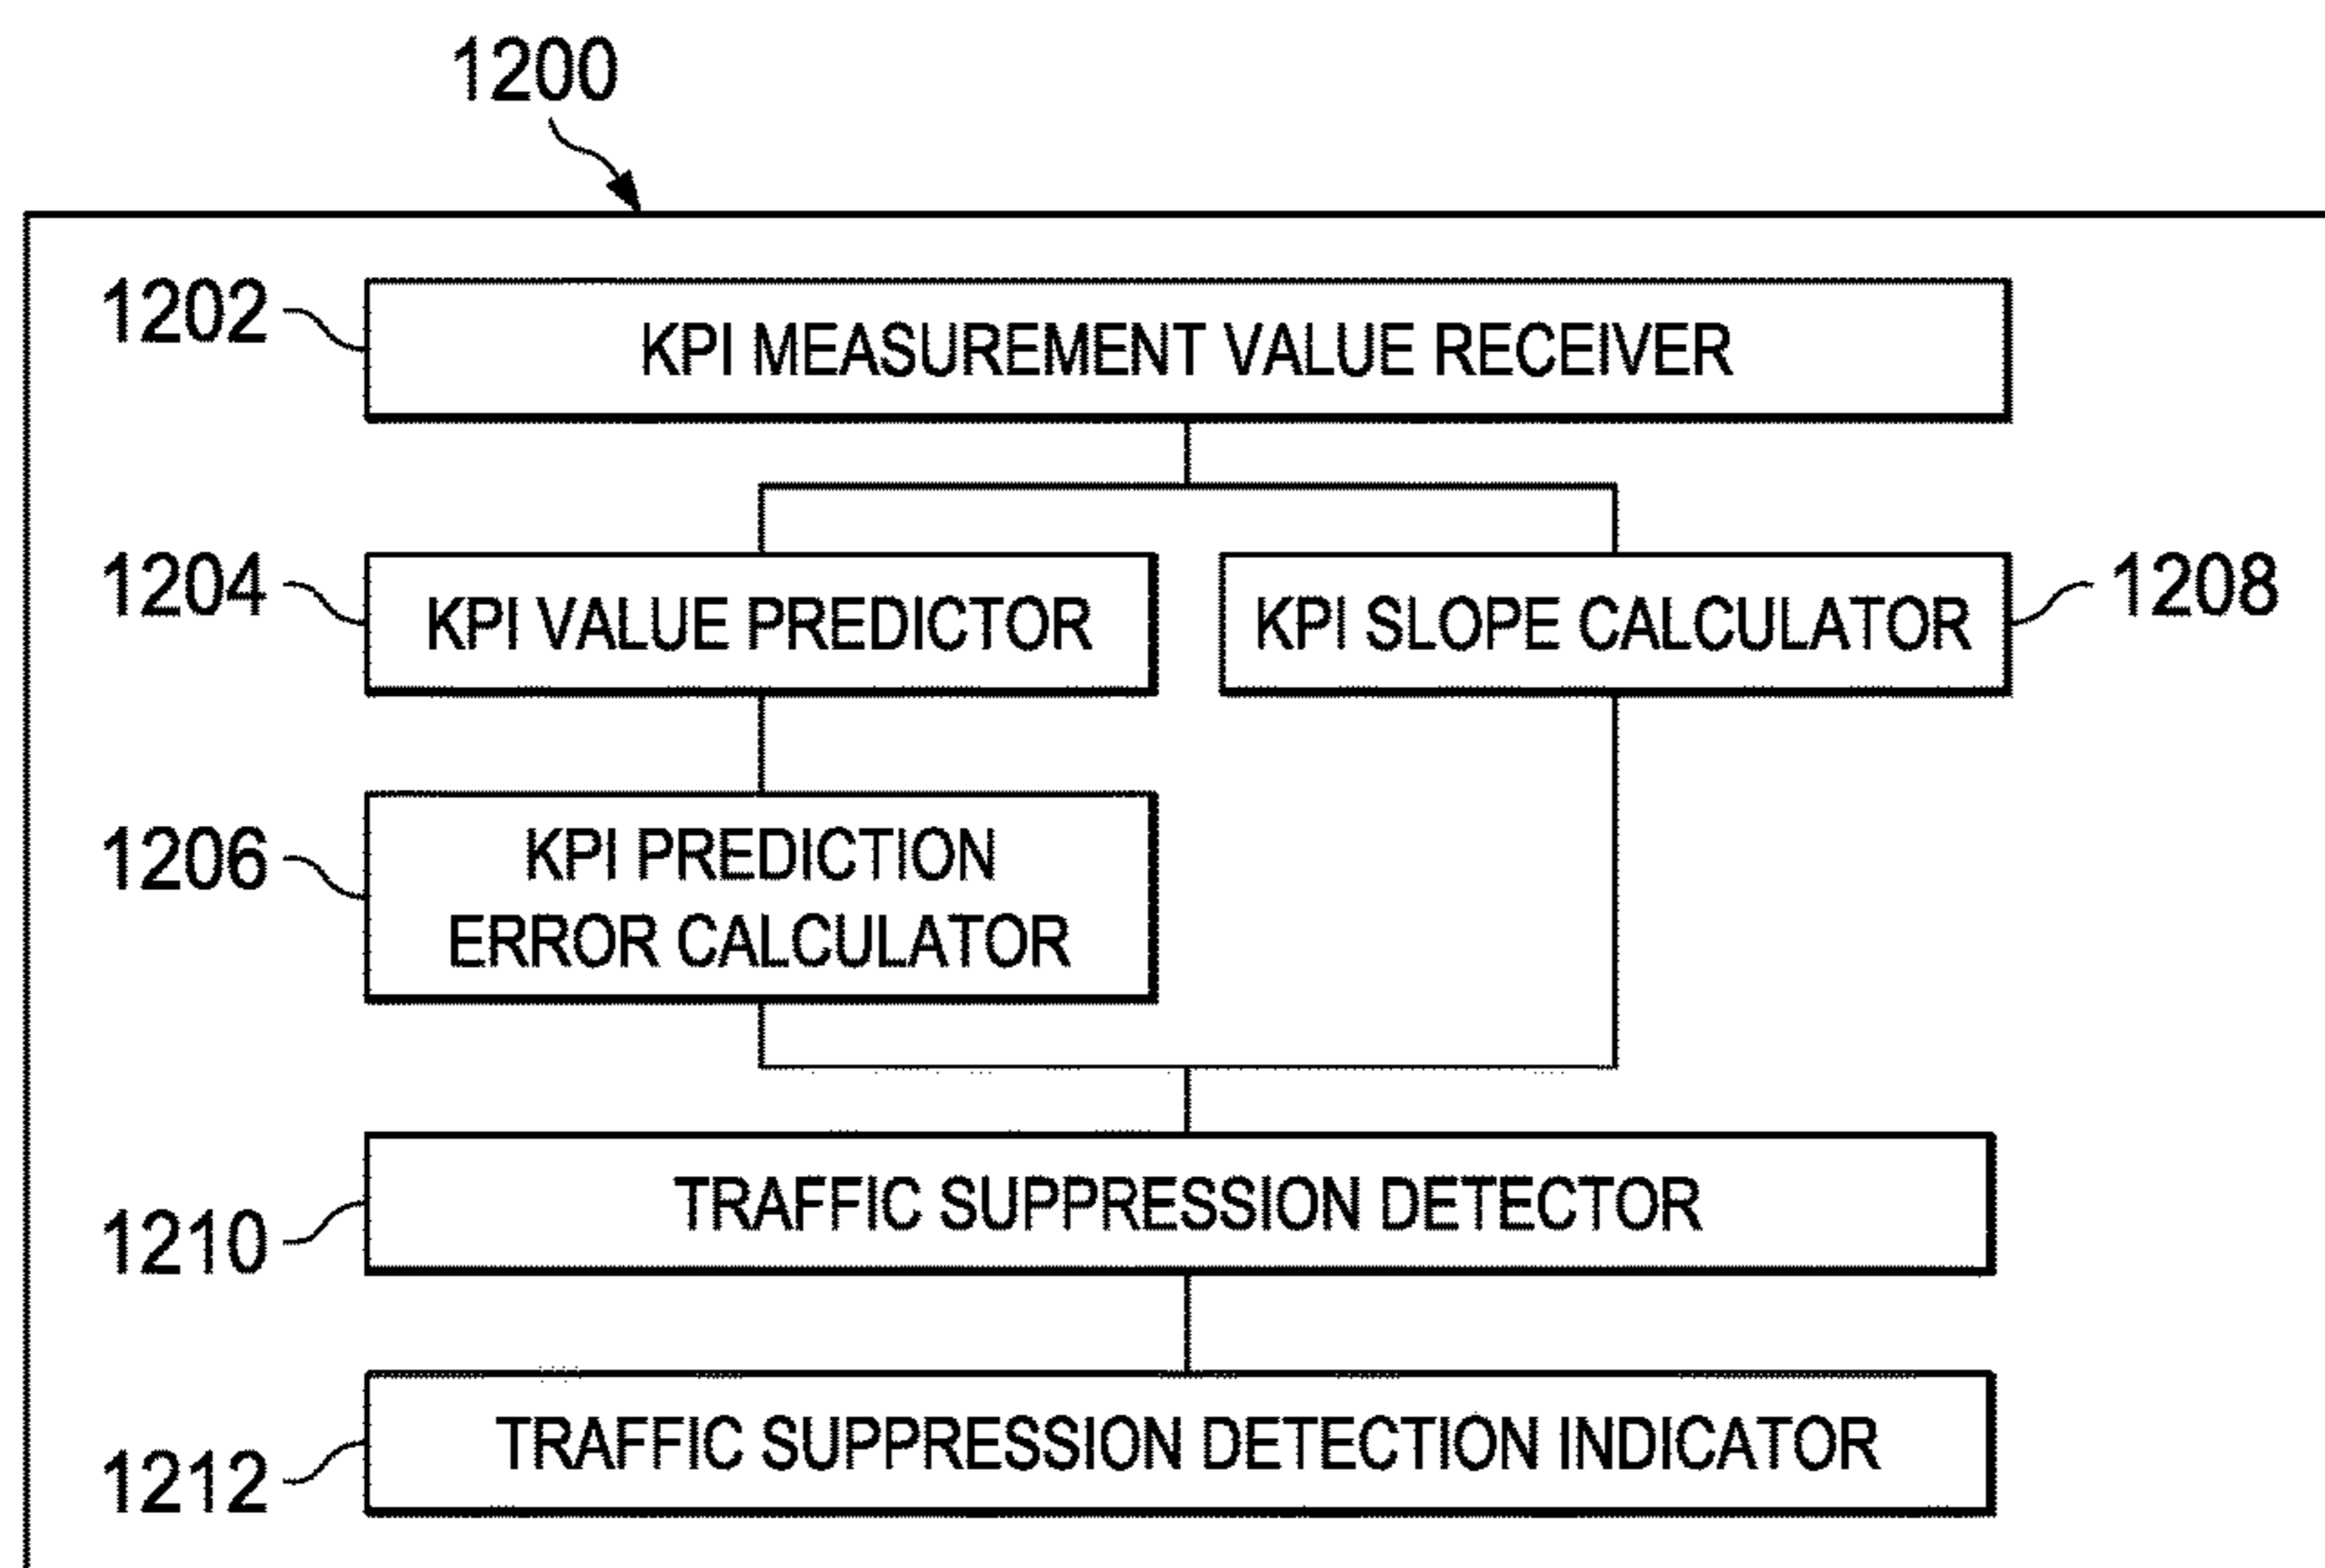 1200
1202
KPI MEASUREMENT VALUE RECEIVER
1204
KPI VALUE PREDICTOR
KPI SLOPE CALCULATOR
1208
1206
KPI PREDICTION
ERROR CALCULATOR
1210
TRAFFIC SUPPRESSION DETECTOR
1212
TRAFFIC SUPPRESSION DETECTION INDICATOR